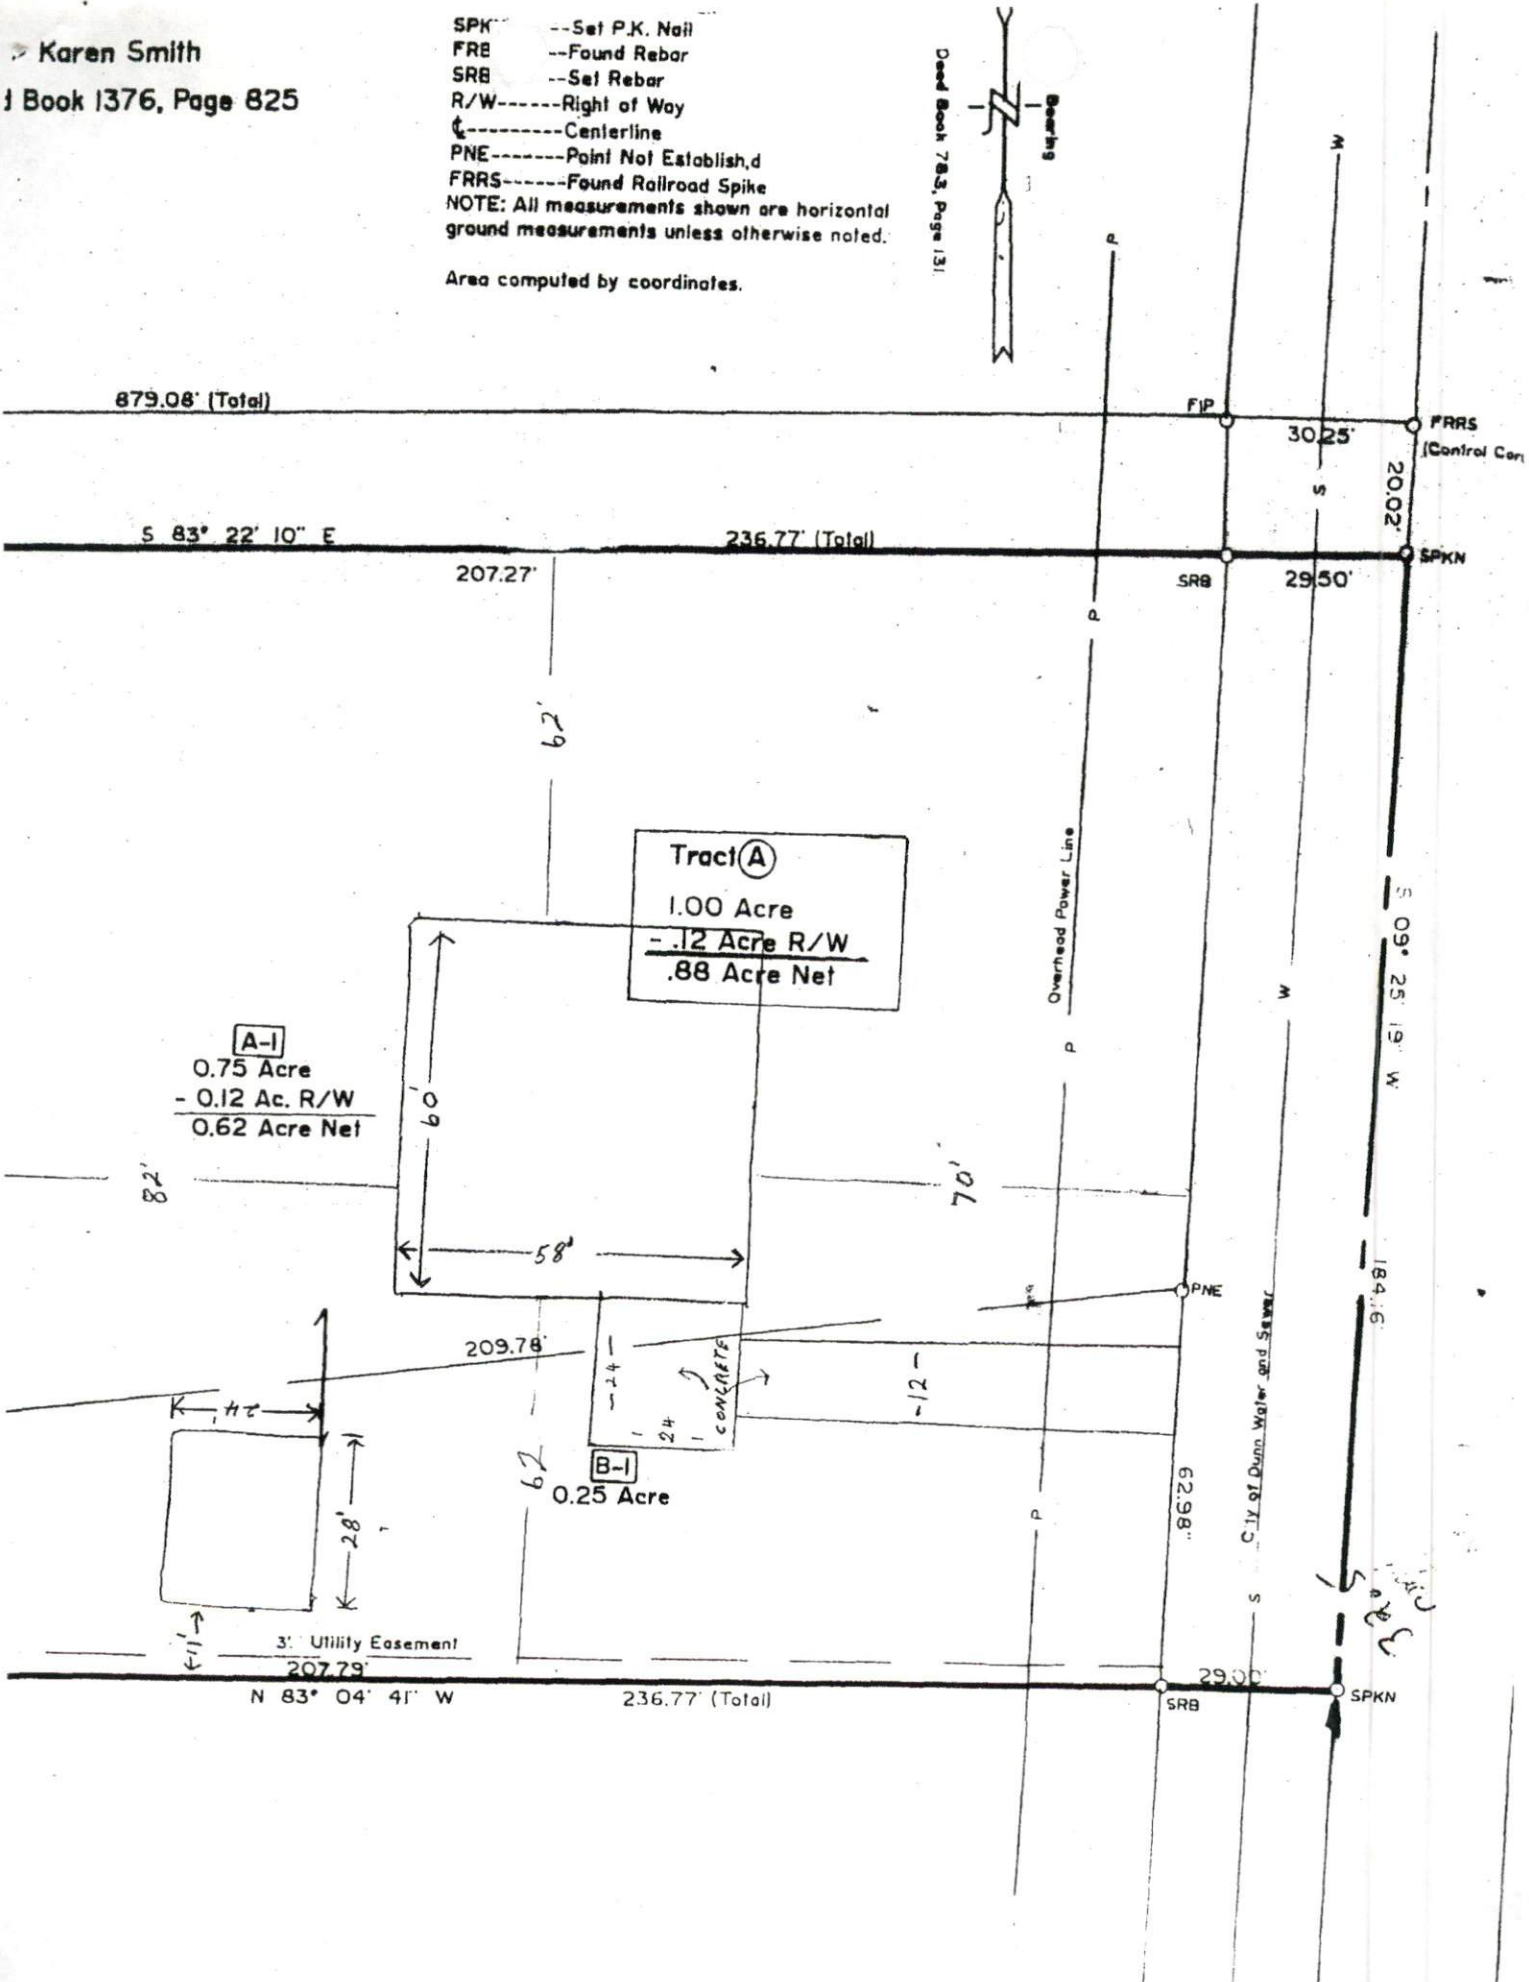 Karen Smith
Book 1376, Page 825
SPK --Set P.K. Nail
FRB --Found Rebar
SRB --Set Rebar
R/W------Right of Way
℄---------Centerline
PNE-------Point Not Establish,d
FRRS------Found Railroad Spike
NOTE: All measurements shown are horizontal
ground measurements unless otherwise noted.
Area computed by coordinates.
Deed Book 783, Page 131
Bearing
W
P
879.08' (Total)
FIP
30.25'
FRRS
(Control Cor
20.02'
S
S 83° 22' 10" E
236.77' (Total)
207.27'
SRB
29.50'
SPKN
P
62'
Tract A
1.00 Acre
- .12 Acre R/W
.88 Acre Net
Overhead Power Line
S 09° 25' 19" W
W
P
A-1
0.75 Acre
- 0.12 Ac. R/W
0.62 Acre Net
60'
82'
70'
58'
PNE
184.16'
209.78'
City of Dunn Water and Sewer
-24-
CONCRETE
-12-
24
24
62
B-1
0.25 Acre
62.98'
28'
P
S
11'
3' Utility Easement
207.79'
29.00'
N 83° 04' 41" W
236.77' (Total)
SRB
SPKN